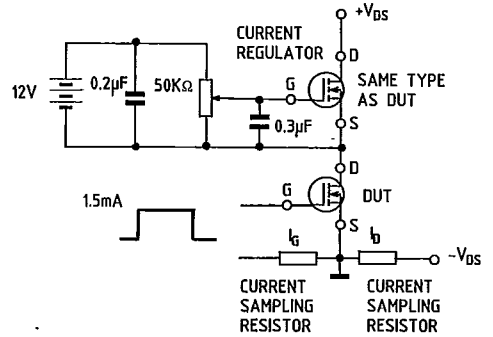 +VDS
CURRENT
REGULATOR
D
G
SAME TYPE
AS DUT
12V
0.2µF
50KΩ
0.3µF
S
D
G
DUT
1.5mA
S
IG
ID
-VDS
CURRENT
SAMPLING
RESISTOR
CURRENT
SAMPLING
RESISTOR